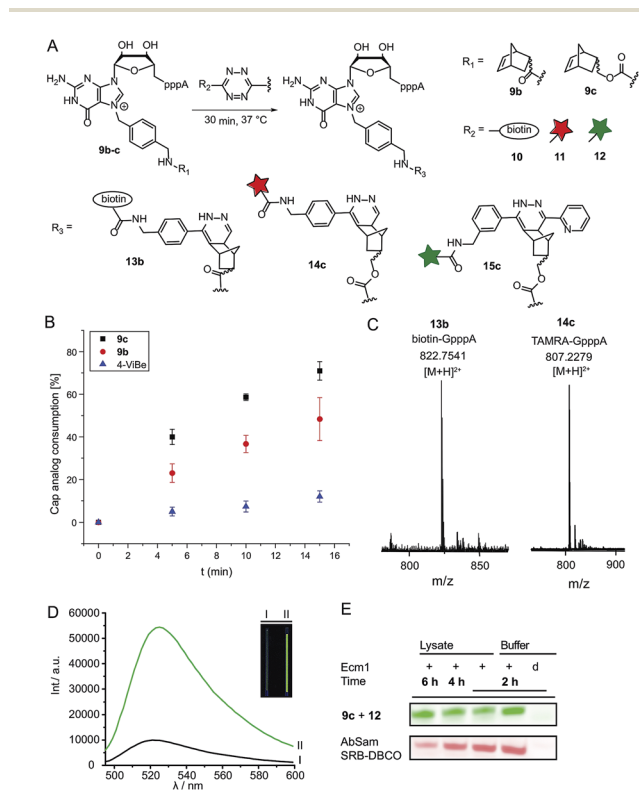 A
OH OH
O
H₂N N N N
HN N ⊕
O
pppA
9b-c
HN-R₁
N=N
R₂ N-N
30 min, 37 °C
OH OH
O
H₂N N N N
HN N ⊕
O
pppA
HN-R₃
R₁ =
O
9b
O O
9c
R₂ = biotin
10 11 12
R₃ =
biotin
O NH
HN-N
13b
O
O NH
HN-N
14c
O
O
HN O
HN-N
N
15c
O
O
B
9c
9b
4-ViBe
Cap analog consumption [%]
80
60
40
20
0
0 2 4 6 8 10 12 14 16
t (min)
C
13b 14c
biotin-GpppA TAMRA-GpppA
822.7541 807.2279
[M+H]²⁺ [M+H]²⁺
800 850 800 900
m/z m/z
D
I II
60000
50000
40000
30000
20000
10000
0
Int./ a.u.
II
I
500 520 540 560 580 600
λ / nm
E
Lysate Buffer
Ecm1 + + + + d
Time 6 h 4 h 2 h
9c + 12
AbSam
SRB-DBCO